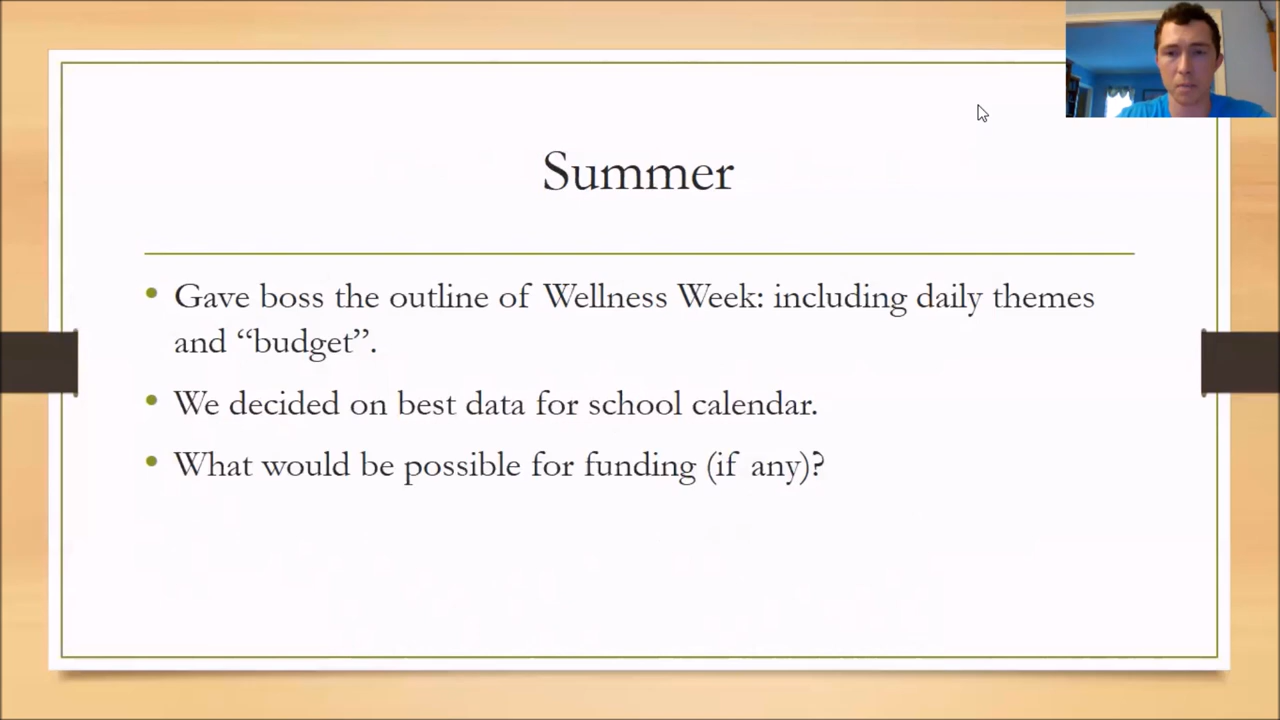 Summer
Gave boss the outline of Wellness Week: including daily themes
and “budget”.
We decided on best data for school calendar.
What would be possible for funding (if any)?